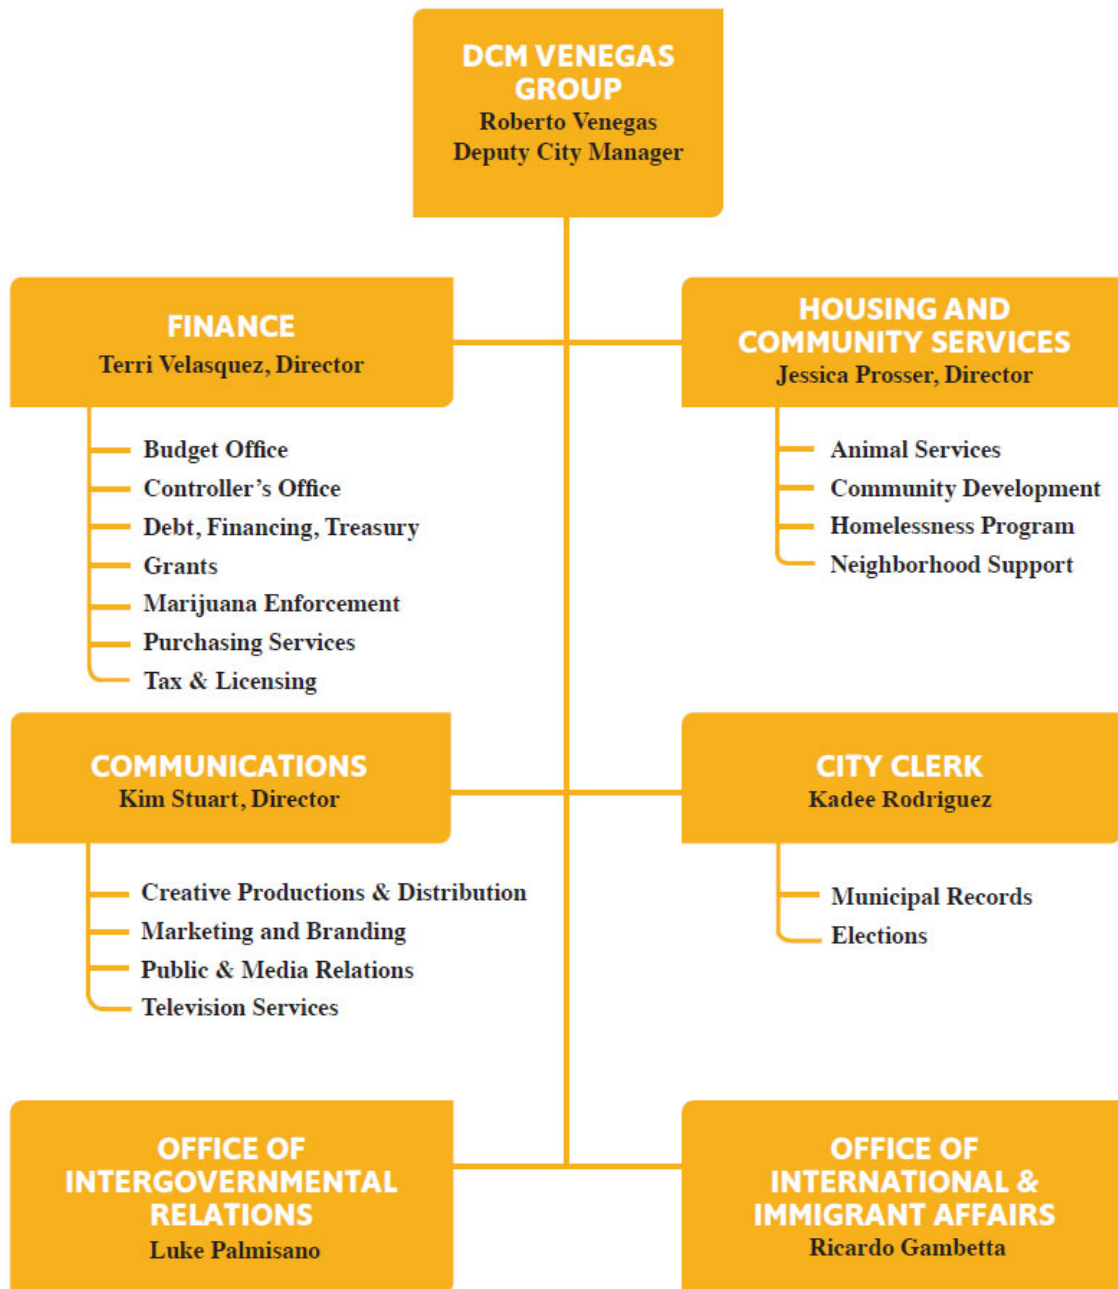 DCM VENEGAS
GROUP
Roberto Venegas
Deputy City Manager
FINANCE
Terri Velasquez, Director
Budget Office
Controller’s Office
Debt, Financing, Treasury
Grants
Marijuana Enforcement
Purchasing Services
Tax & Licensing
HOUSING AND
COMMUNITY SERVICES
Jessica Prosser, Director
Animal Services
Community Development
Homelessness Program
Neighborhood Support
COMMUNICATIONS
Kim Stuart, Director
Creative Productions & Distribution
Marketing and Branding
Public & Media Relations
Television Services
CITY CLERK
Kadee Rodriguez
Municipal Records
Elections
OFFICE OF
INTERGOVERNMENTAL
RELATIONS
Luke Palmisano
OFFICE OF
INTERNATIONAL &
IMMIGRANT AFFAIRS
Ricardo Gambetta